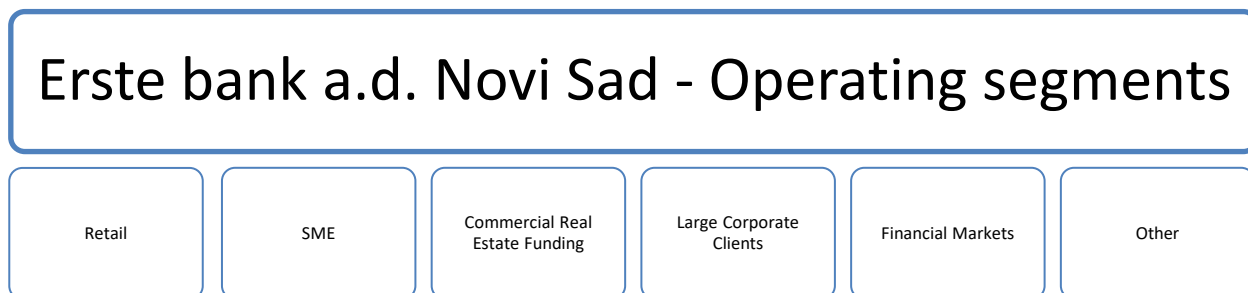 Erste bank a.d. Novi Sad - Operating segments
Retail
SME
Commercial Real
Estate Funding
Large Corporate
Clients
Financial Markets
Other